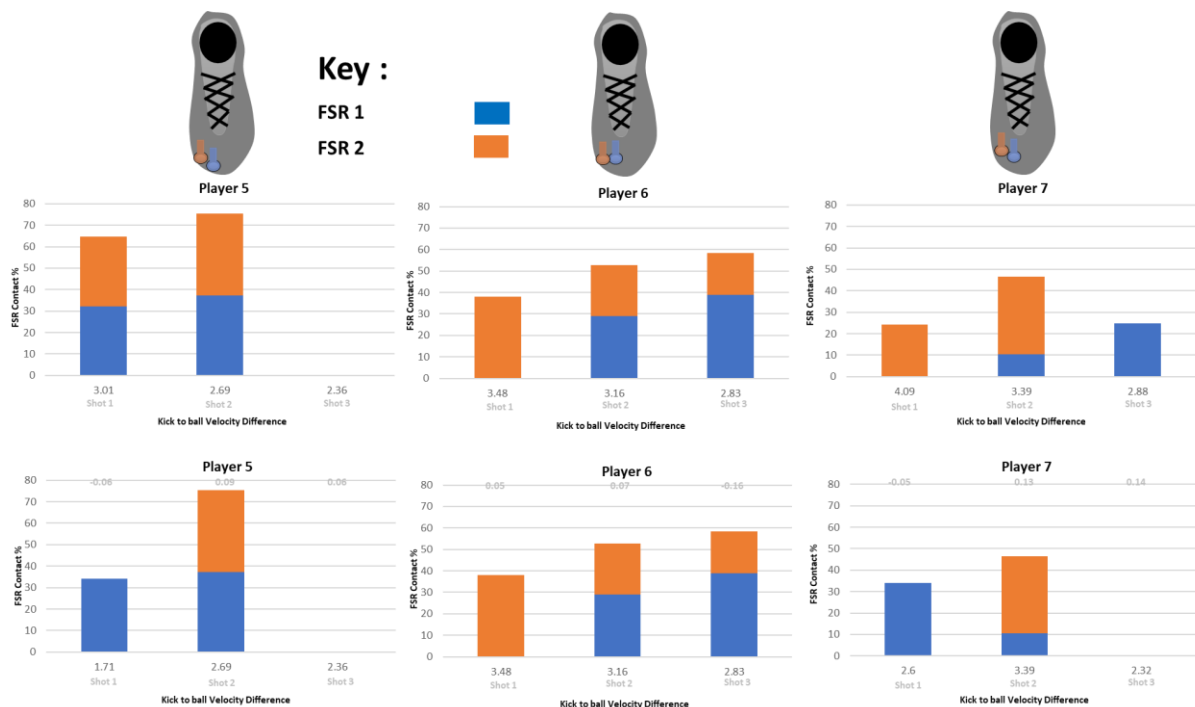 Key :
FSR 1
FSR 2
Player 5
80
70
60
50
40
30
20
10
0
FSR Contact %
3.01 2.69 2.36
Shot 1 Shot 2 Shot 3
Kick to ball Velocity Difference
Player 6
80
70
60
50
40
30
20
10
0
FSR Contact %
3.48 3.16 2.83
Shot 1 Shot 2 Shot 3
Kick to ball Velocity Difference
Player 7
80
70
60
50
40
30
20
10
0
FSR Contact %
4.09 3.39 2.88
Shot 1 Shot 2 Shot 3
Kick to ball Velocity Difference
Player 5
-0.06 0.09 0.06
80
70
60
50
40
30
20
10
0
FSR Contact %
1.71 2.69 2.36
Shot 1 Shot 2 Shot 3
Kick to ball Velocity Difference
Player 6
0.05 0.07 -0.16
80
70
60
50
40
30
20
10
0
FSR Contact %
3.48 3.16 2.83
Shot 1 Shot 2 Shot 3
Kick to ball Velocity Difference
Player 7
-0.05 0.13 0.14
80
70
60
50
40
30
20
10
0
FSR Contact %
2.6 3.39 2.32
Shot 1 Shot 2 Shot 3
Kick to ball Velocity Difference